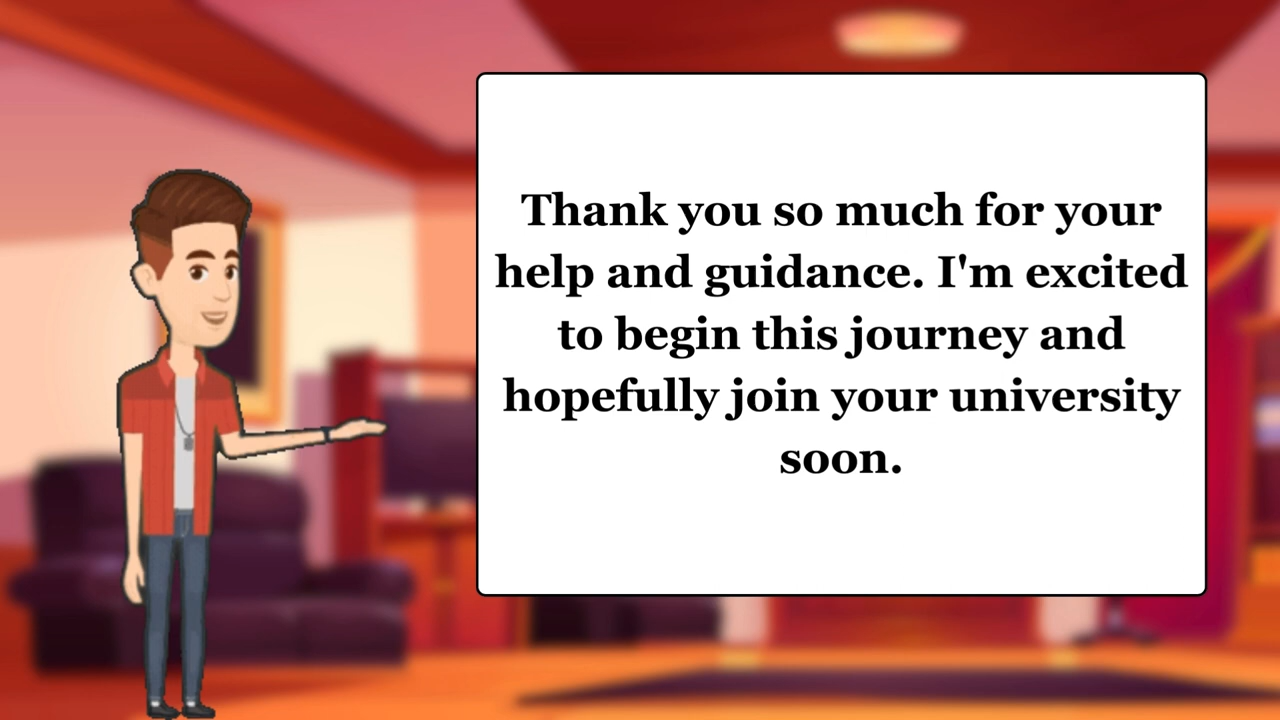 Thank you so much for your
help and guidance. I'm excited
to begin this journey and
hopefully join your university
soon.